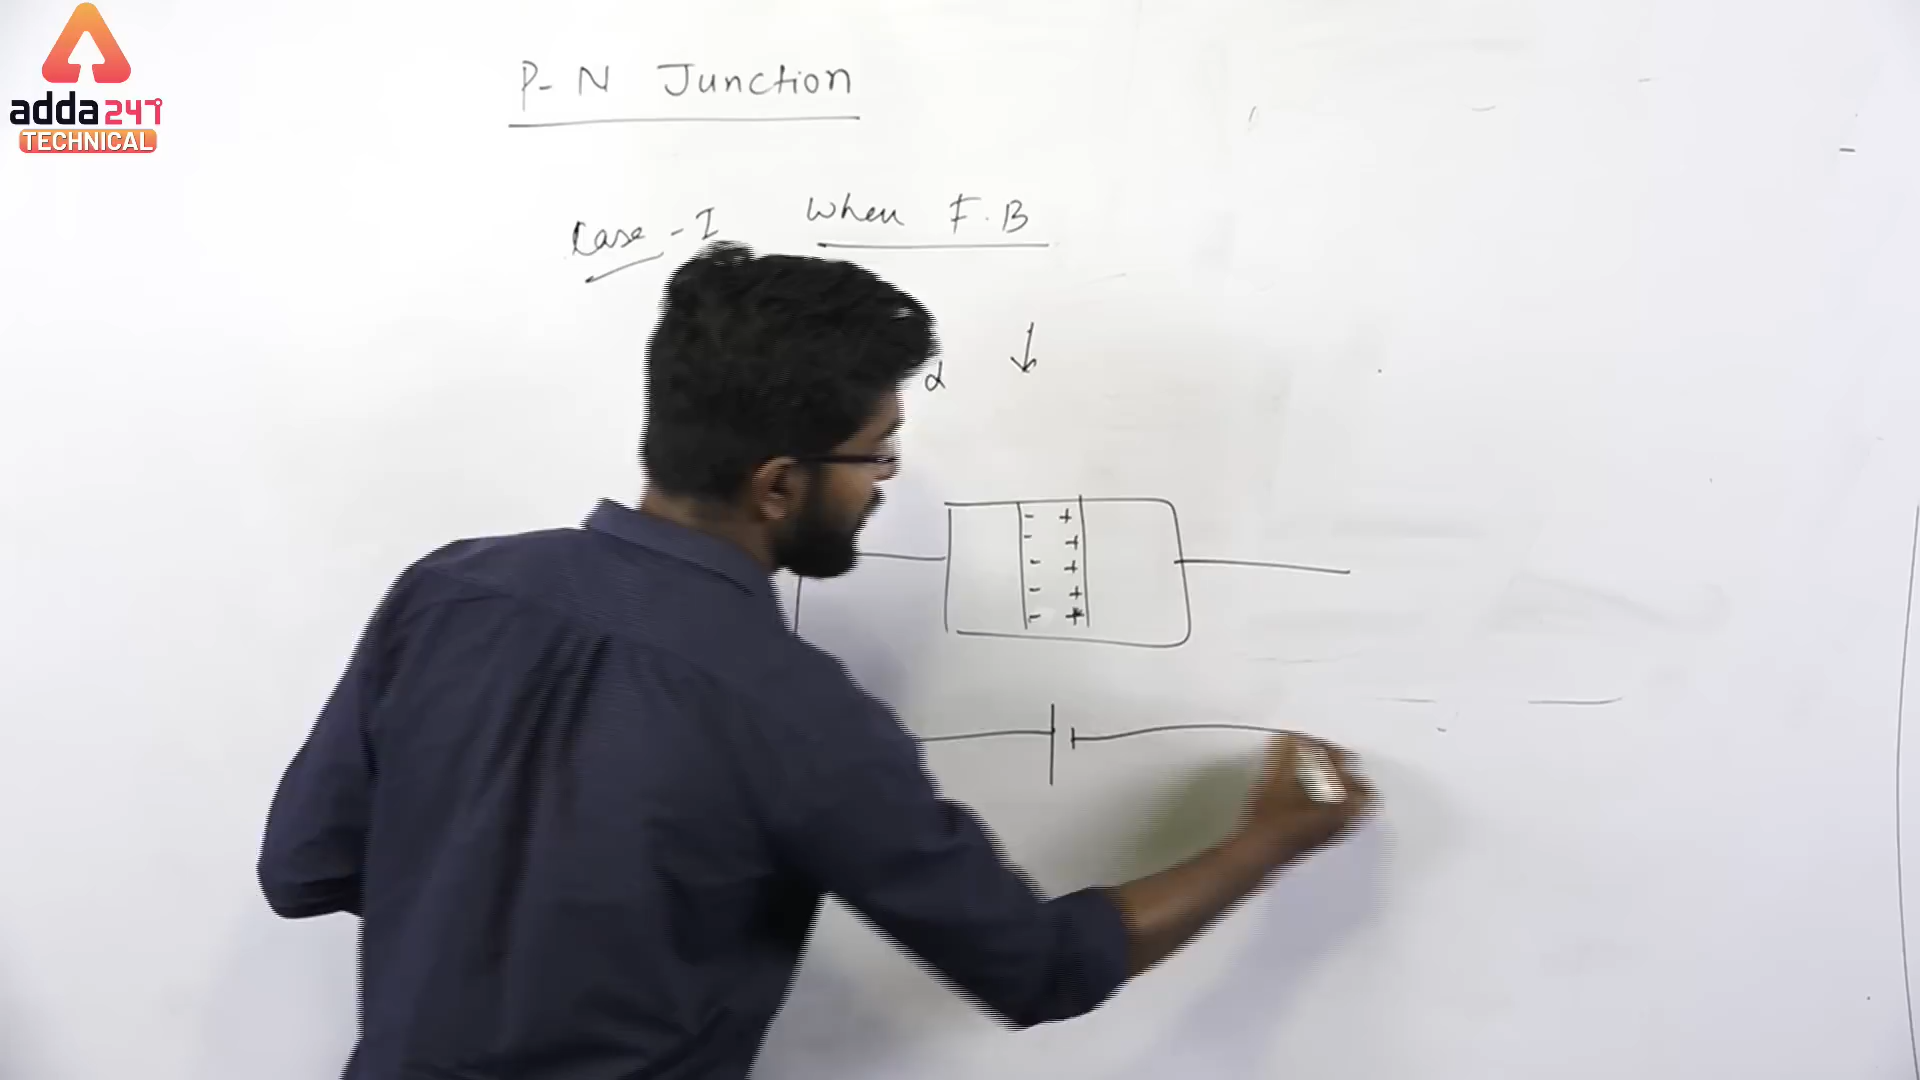 adda247
TECHNICAL
P-N Junction
Case-I When F.B
α ↓
- +
- +
- +
- +
- +